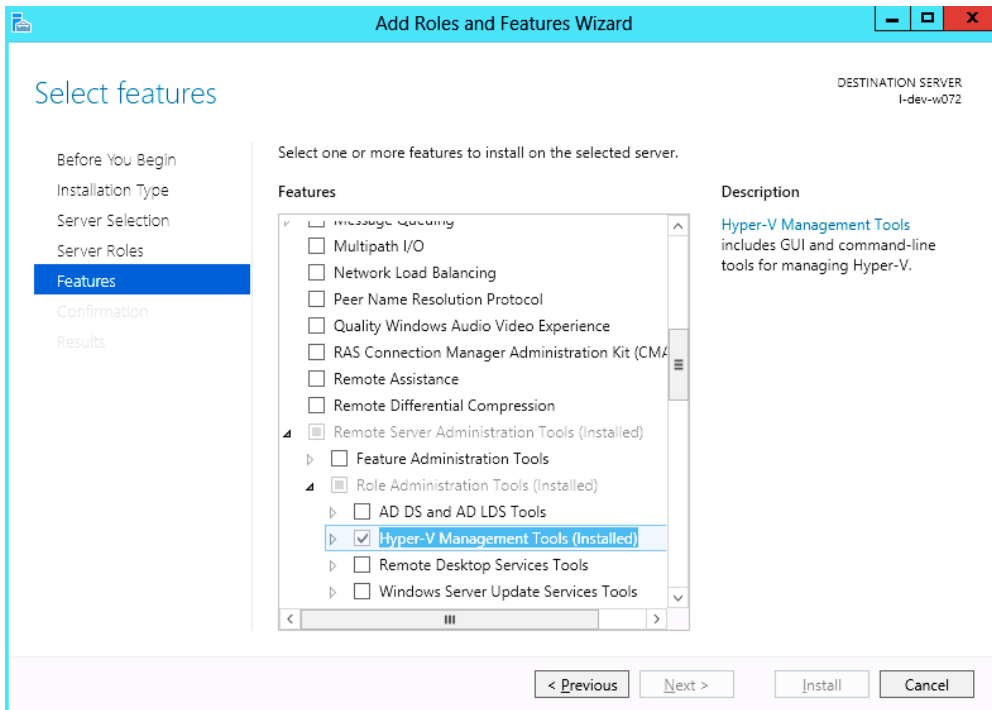 Add Roles and Features Wizard
Select features
DESTINATION SERVER
l-dev-w072
Before You Begin
Installation Type
Server Selection
Server Roles
Features
Confirmation
Results
Select one or more features to install on the selected server.
Features
Message Queuing
Multipath I/O
Network Load Balancing
Peer Name Resolution Protocol
Quality Windows Audio Video Experience
RAS Connection Manager Administration Kit (CMA
Remote Assistance
Remote Differential Compression
Remote Server Administration Tools (Installed)
Feature Administration Tools
Role Administration Tools (Installed)
AD DS and AD LDS Tools
Hyper-V Management Tools (Installed)
Remote Desktop Services Tools
Windows Server Update Services Tools
Description
Hyper-V Management Tools
includes GUI and command-line
tools for managing Hyper-V.
< Previous
Next >
Install
Cancel